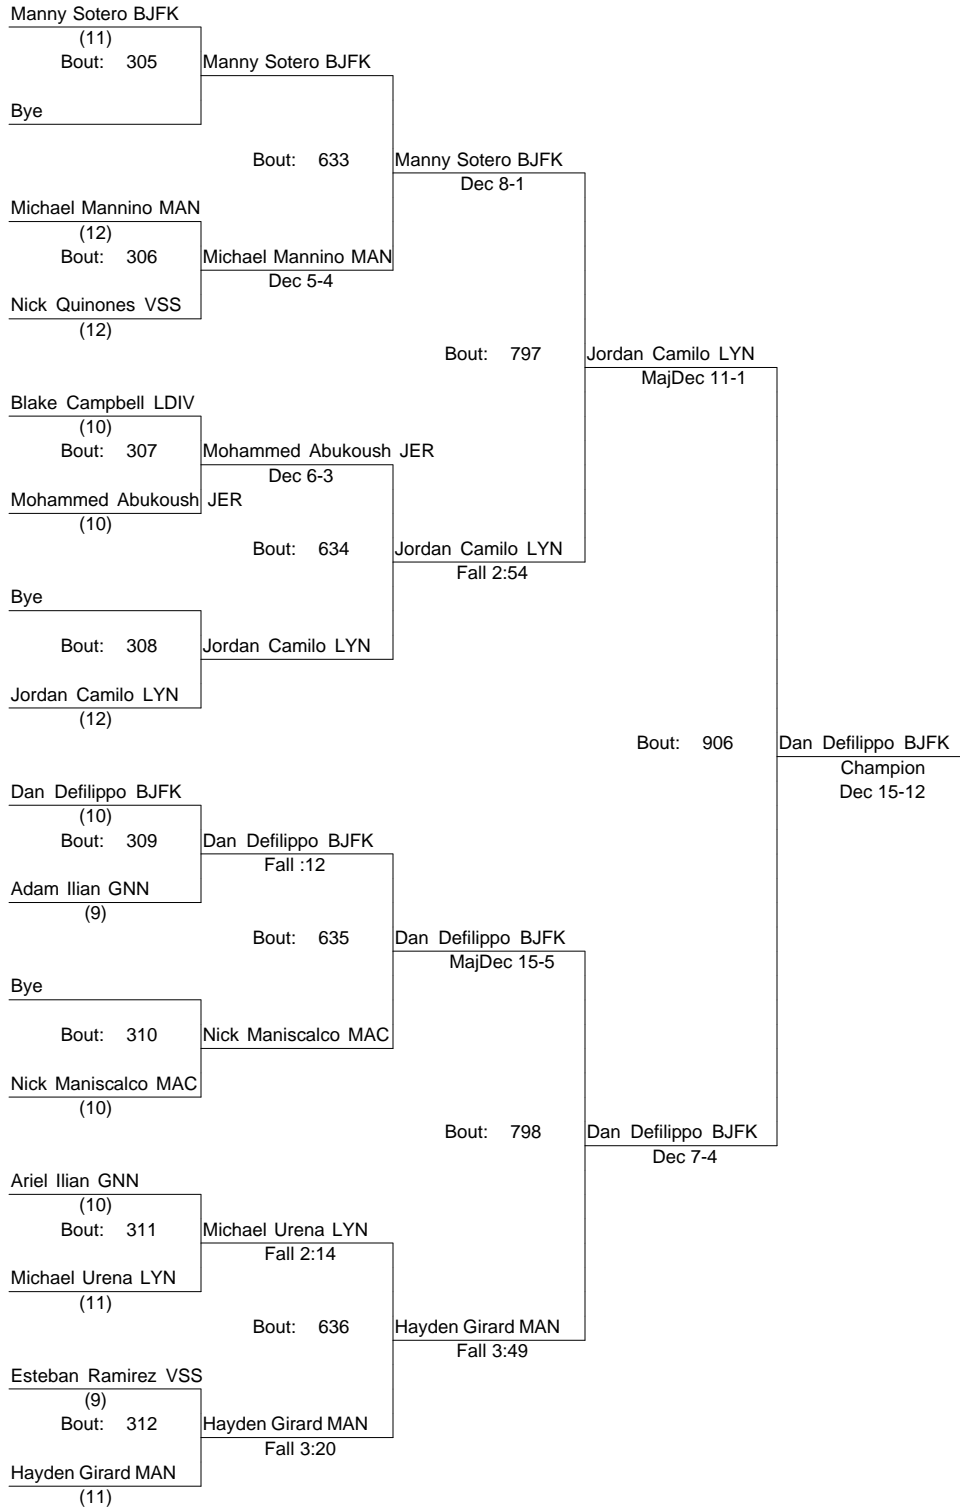 Manny Sotero BJFK
(11)
Bout: 305
Manny Sotero BJFK
Bye
Bout: 633
Manny Sotero BJFK
Dec 8-1
Michael Mannino MAN
(12)
Bout: 306
Michael Mannino MAN
Dec 5-4
Nick Quinones VSS
(12)
Bout: 797
Jordan Camilo LYN
MajDec 11-1
Blake Campbell LDIV
(10)
Bout: 307
Mohammed Abukoush JER
Dec 6-3
Mohammed Abukoush JER
(10)
Bout: 634
Jordan Camilo LYN
Fall 2:54
Bye
Bout: 308
Jordan Camilo LYN
Jordan Camilo LYN
(12)
Bout: 906
Dan Defilippo BJFK
Champion
Dec 15-12
Dan Defilippo BJFK
(10)
Bout: 309
Dan Defilippo BJFK
Fall :12
Adam Ilian GNN
(9)
Bout: 635
Dan Defilippo BJFK
MajDec 15-5
Bye
Bout: 310
Nick Maniscalco MAC
Nick Maniscalco MAC
(10)
Bout: 798
Dan Defilippo BJFK
Dec 7-4
Ariel Ilian GNN
(10)
Bout: 311
Michael Urena LYN
Fall 2:14
Michael Urena LYN
(11)
Bout: 636
Hayden Girard MAN
Fall 3:49
Esteban Ramirez VSS
(9)
Bout: 312
Hayden Girard MAN
Fall 3:20
Hayden Girard MAN
(11)